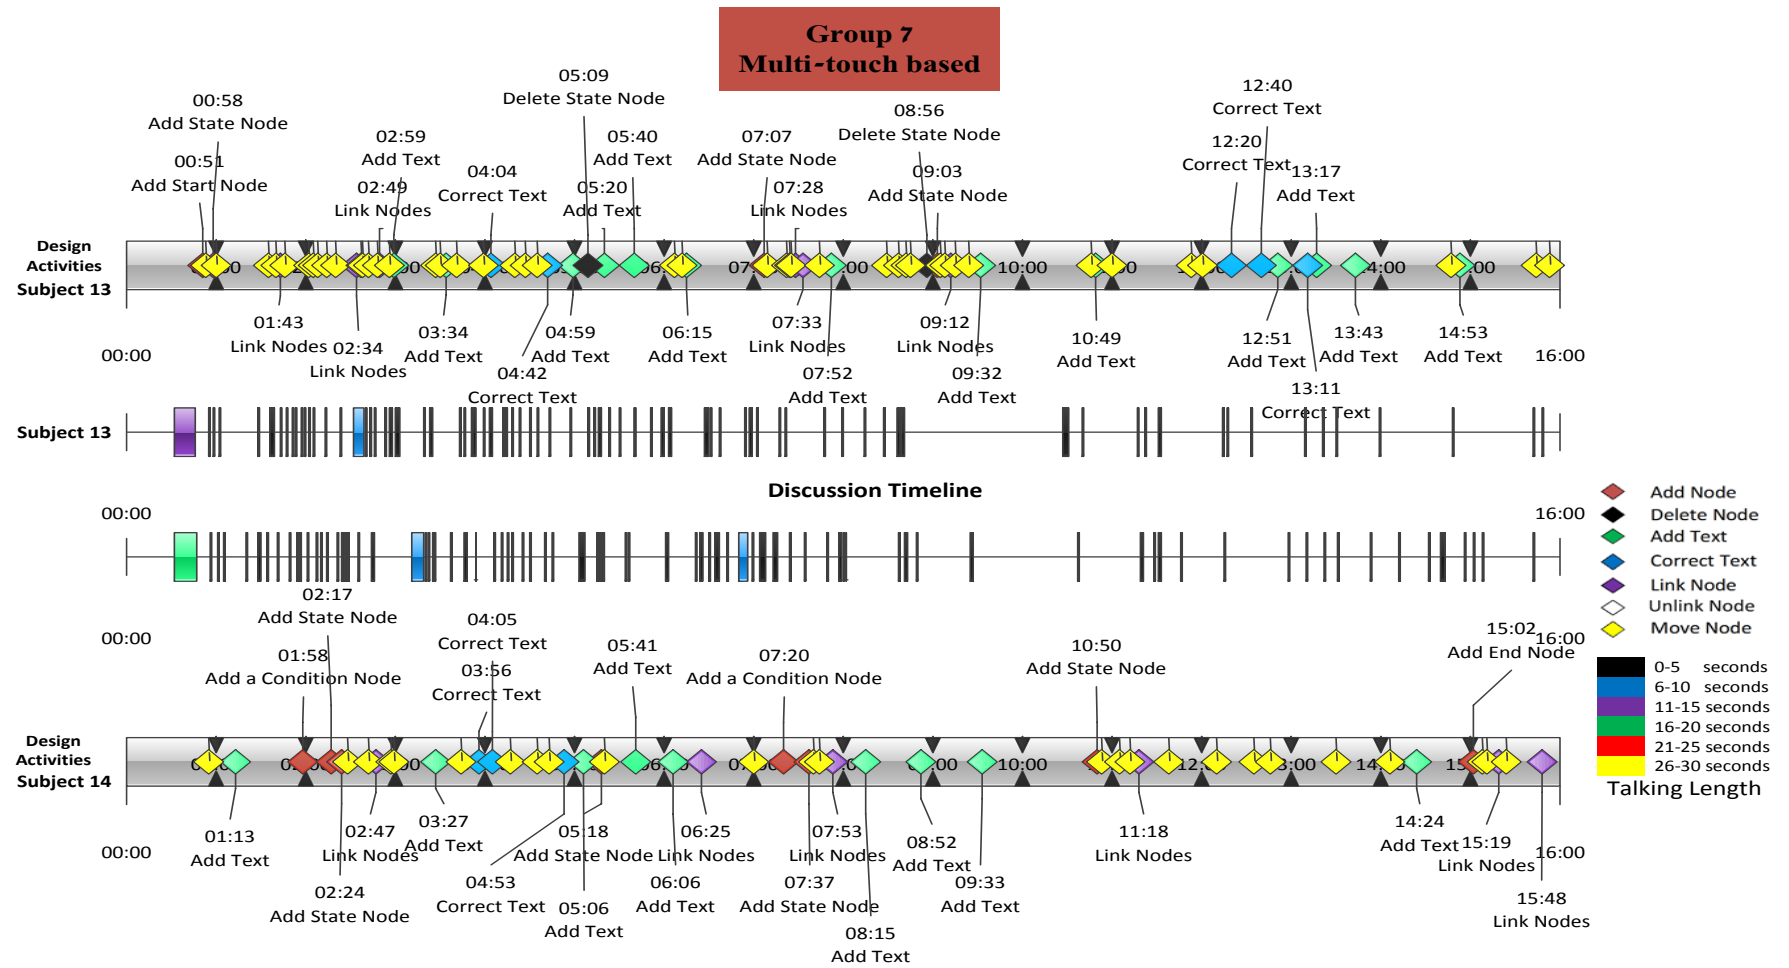 Group 7
Multi-touch based
05:09
Delete State Node
00:58
Add State Node
12:40
Correct Text
08:56
Delete State Node
02:59
Add Text
05:40
Add Text
07:07
Add State Node
12:20
Correct Text
00:51
Add Start Node
04:04
Correct Text
02:49
Link Nodes
05:20
Add Text
07:28
Link Nodes
09:03
Add State Node
13:17
Add Text
Design
Activities
Subject 13
10:00
01:43
Link Nodes
02:34
Link Nodes
03:34
Add Text
04:42
Correct Text
04:59
Add Text
06:15
Add Text
07:33
Link Nodes
07:52
Add Text
09:12
Link Nodes
09:32
Add Text
10:49
Add Text
12:51
Add Text
13:11
Correct Text
13:43
Add Text
14:53
Add Text
00:00
16:00
Subject 13
Discussion Timeline
00:00
16:00
Add Node
Delete Node
Add Text
Correct Text
Link Node
Unlink Node
Move Node
0-5 seconds
6-10 seconds
11-15 seconds
16-20 seconds
21-25 seconds
26-30 seconds
Talking Length
00:00
16:00
02:17
Add State Node
04:05
Correct Text
01:58
Add a Condition Node
03:56
Correct Text
05:41
Add Text
07:20
Add a Condition Node
10:50
Add State Node
15:02
Add End Node
Design
Activities
Subject 14
10:00
01:13
Add Text
02:24
Add State Node
02:47
Link Nodes
03:27
Add Text
04:53
Correct Text
05:18
Add State Node
05:06
Add Text
06:06
Add Text
06:25
Link Nodes
07:37
Add State Node
07:53
Link Nodes
08:15
Add Text
08:52
Add Text
09:33
Add Text
11:18
Link Nodes
14:24
Add Text
15:19
Link Nodes
15:48
Link Nodes
00:00
16:00